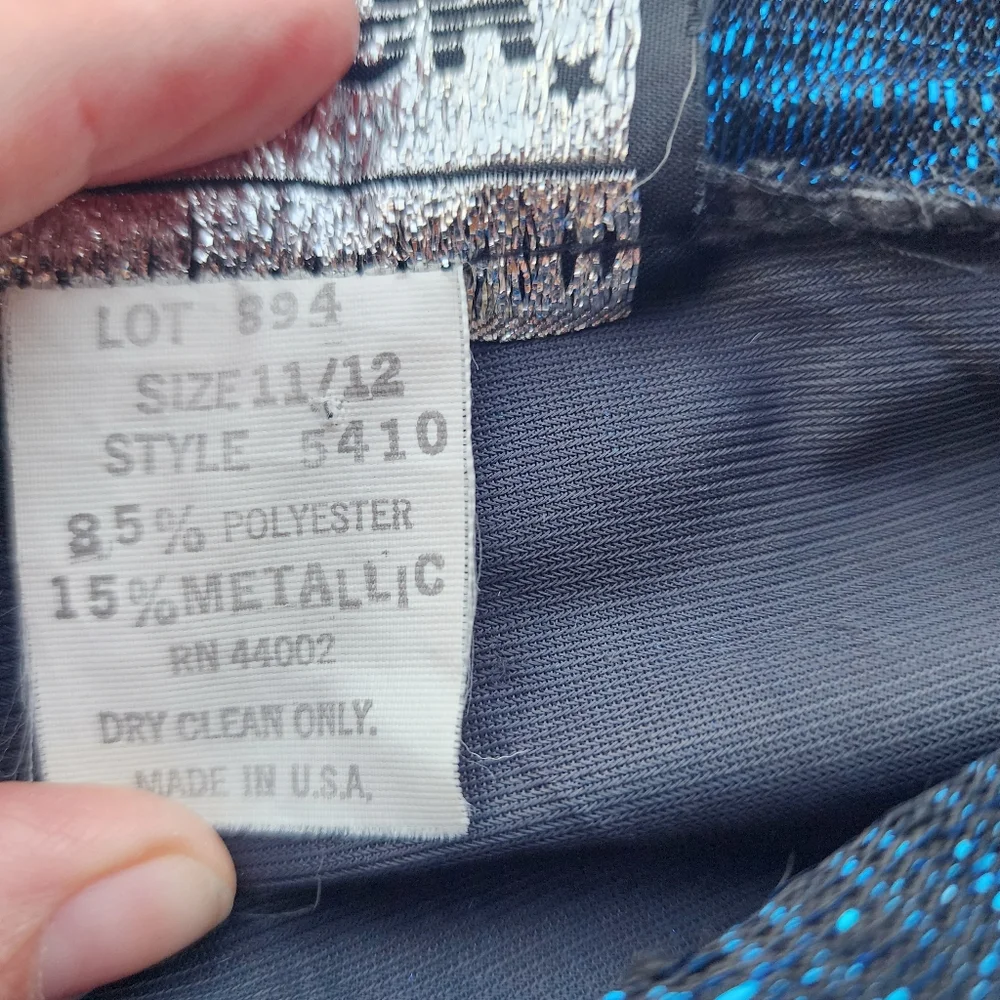 LOT 894
SIZE 11/12
STYLE 5410
85% POLYESTER
15% METALLIC
RN 44002
DRY CLEAN ONLY.
MADE IN U.S.A.